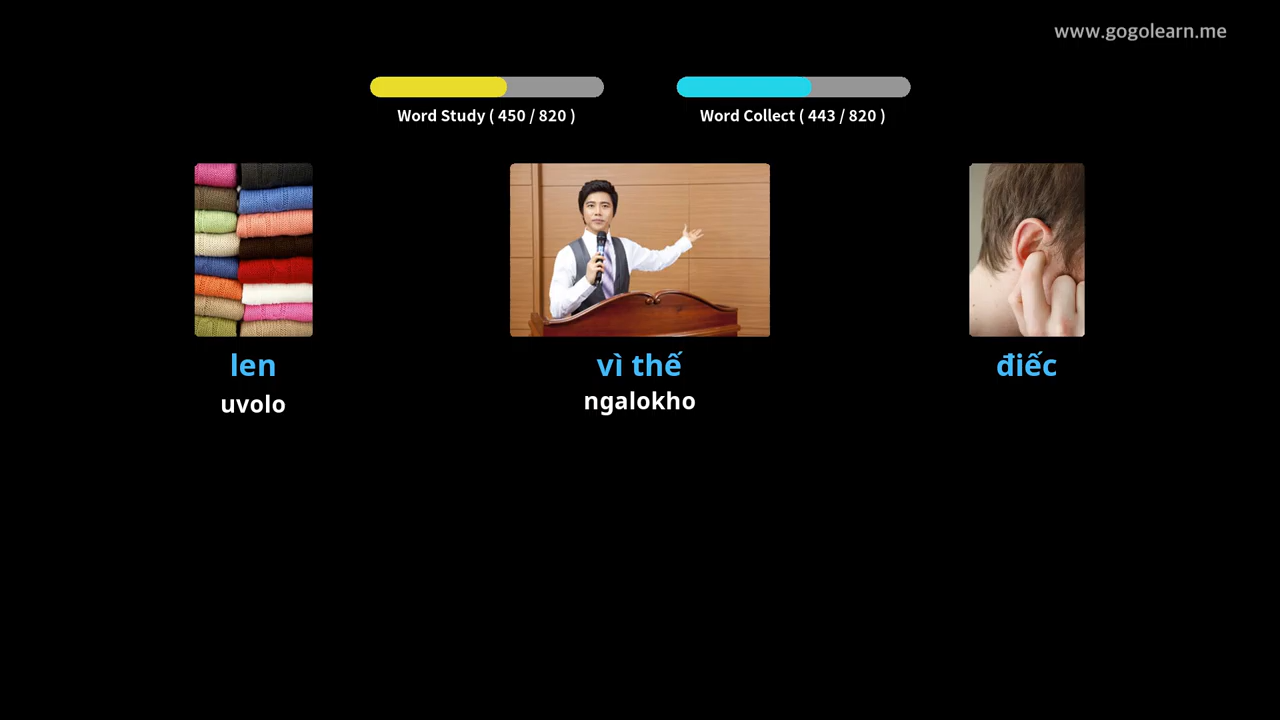 www.gogolearn.me
Word Study ( 450 / 820 )
Word Collect ( 443 / 820 )
len
vì thế
điếc
uvolo
ngalokho